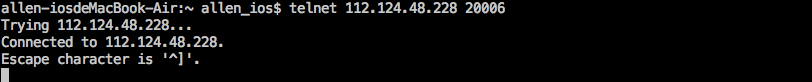 allen-iosdeMacBook-Air:~ allen_ios$ telnet 112.124.48.228 20006
Trying 112.124.48.228...
Connected to 112.124.48.228.
Escape character is '^]'.